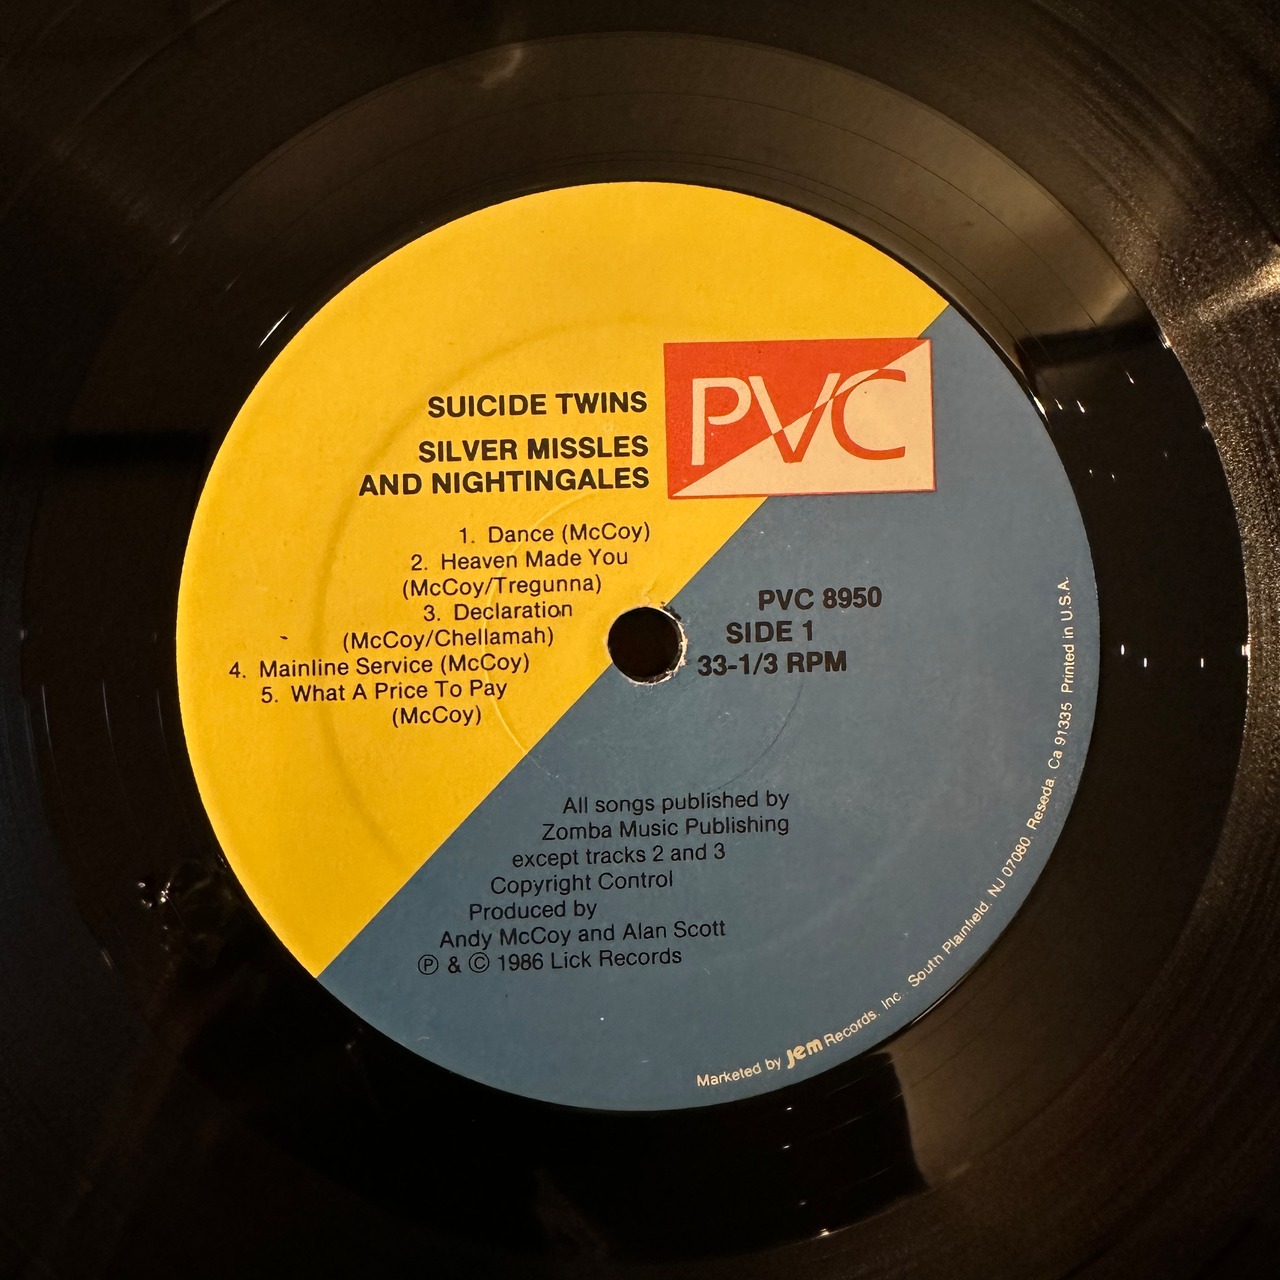 SUICIDE TWINS
SILVER MISSLES
AND NIGHTINGALES
PVC
1. Dance (McCoy)
2. Heaven Made You
(McCoy/Tregunna)
3. Declaration
(McCoy/Chellamah)
4. Mainline Service (McCoy)
5. What A Price To Pay
(McCoy)
PVC 8950
SIDE 1
33-1/3 RPM
All songs published by
Zomba Music Publishing
except tracks 2 and 3
Copyright Control
Produced by
Andy McCoy and Alan Scott
Ⓟ & © 1986 Lick Records
Marketed by Jem Records, Inc., South Plainfield, NJ 07080, Reseda, Ca 91335 Printed in U.S.A.